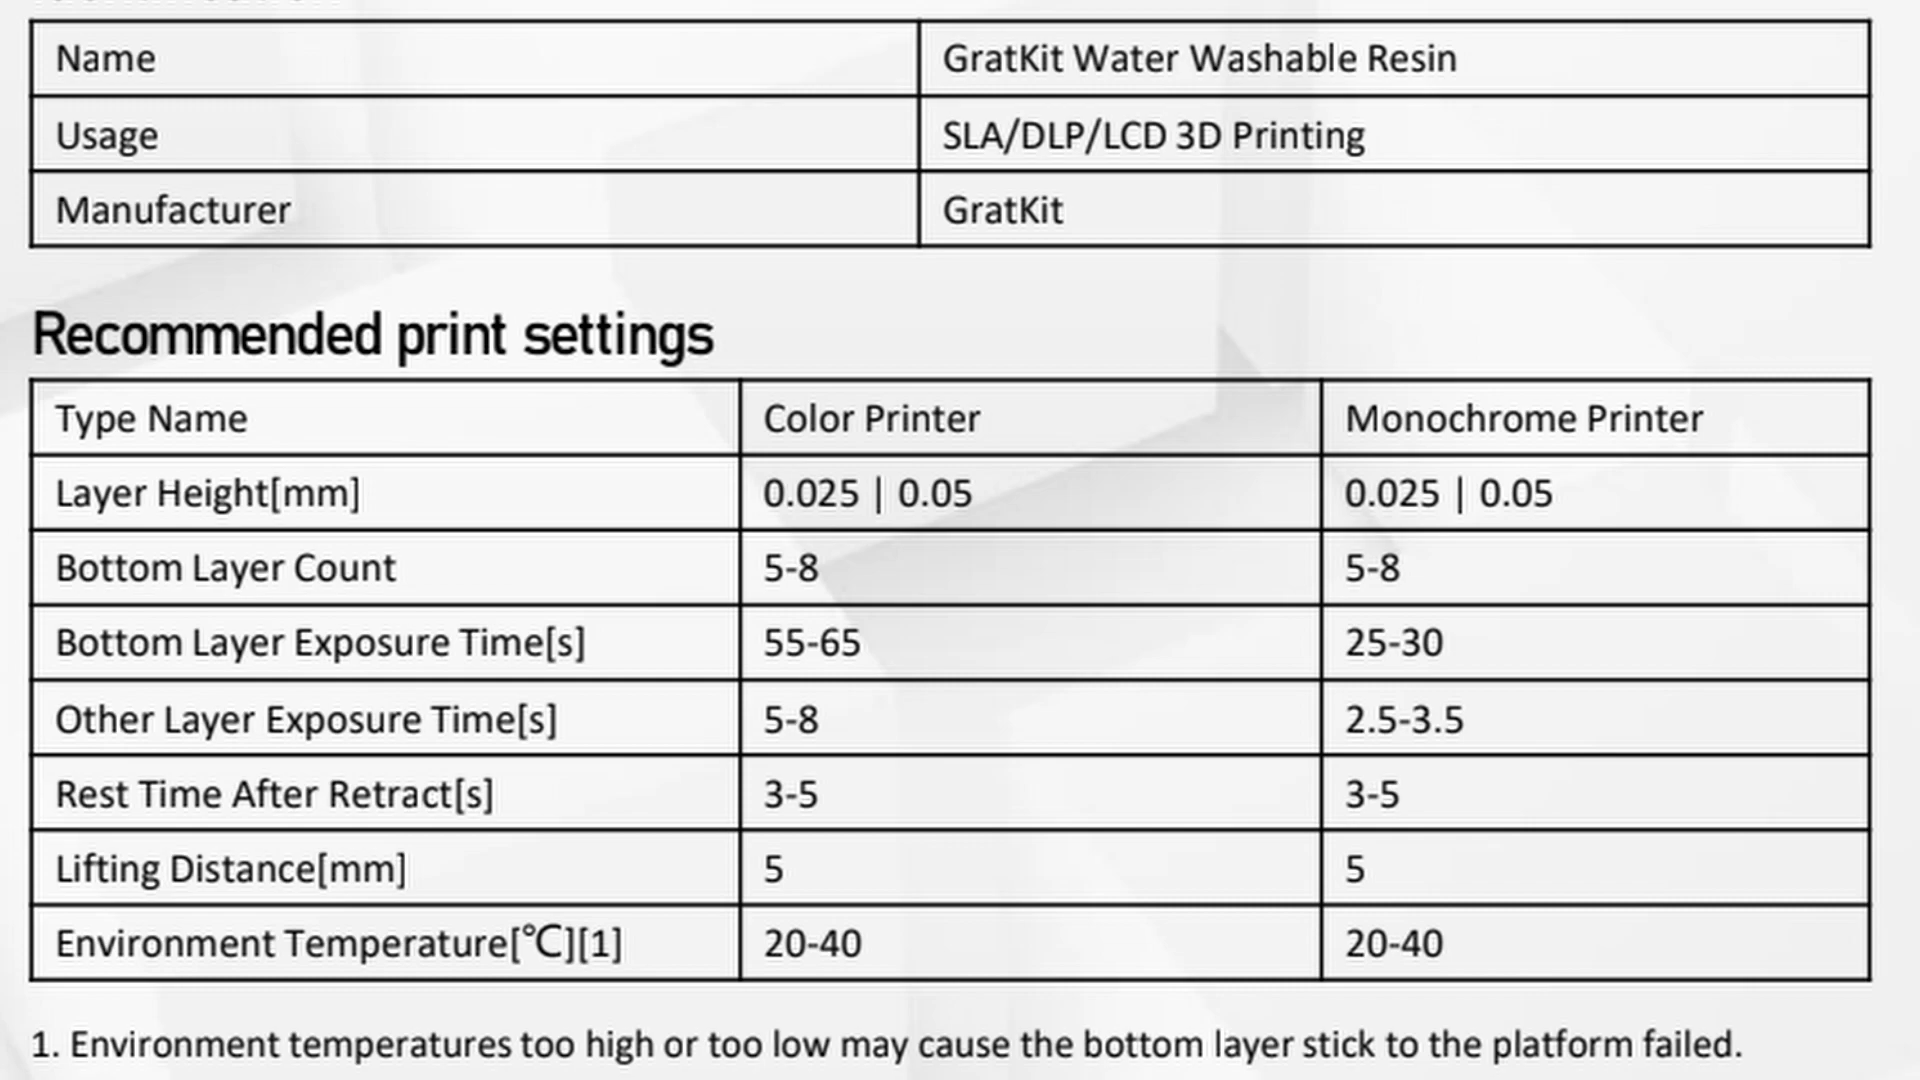 Name GratKit Water Washable Resin
Usage SLA/DLP/LCD 3D Printing
Manufacturer GratKit
Recommended print settings
Type Name Color Printer Monochrome Printer
Layer Height[mm] 0.025 | 0.05 0.025 | 0.05
Bottom Layer Count 5-8 5-8
Bottom Layer Exposure Time[s] 55-65 25-30
Other Layer Exposure Time[s] 5-8 2.5-3.5
Rest Time After Retract[s] 3-5 3-5
Lifting Distance[mm] 5 5
Environment Temperature[℃][1] 20-40 20-40
1. Environment temperatures too high or too low may cause the bottom layer stick to the platform failed.